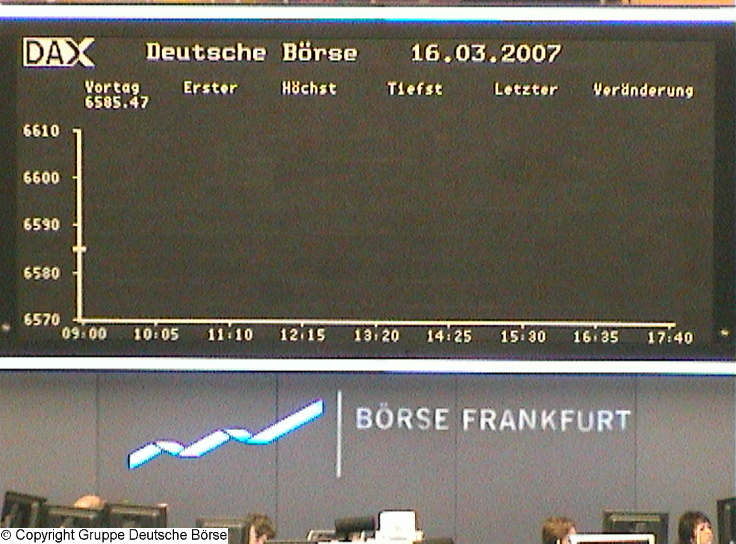 DAX Deutsche Börse 16.03.2007
Vortag Erster Höchst Tiefst Letzter Veränderung
6585.47
6610
6600
6590
6580
6570
09:00 10:05 11:10 12:15 13:20 14:25 15:30 16:35 17:40
BÖRSE FRANKFURT
© Copyright Gruppe Deutsche Börse